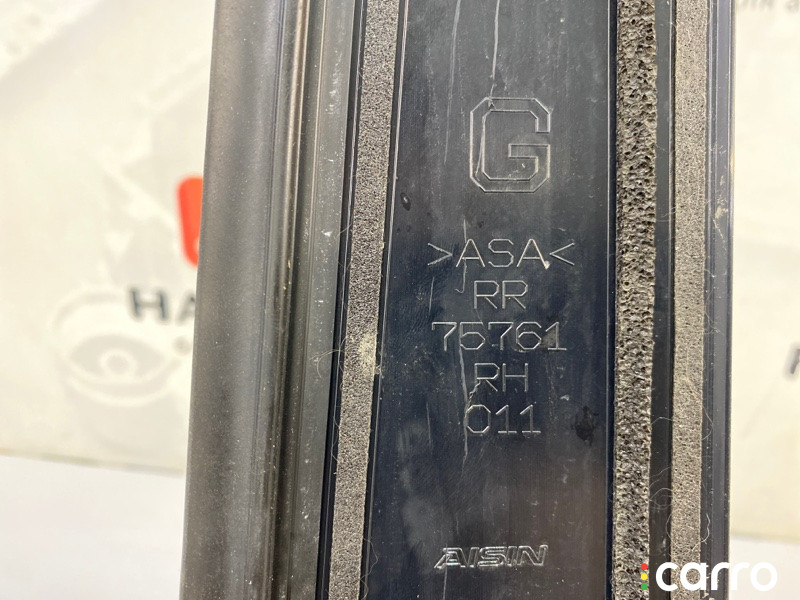 G
>ASA<
RR
75761
RH
011
AISIN
carro